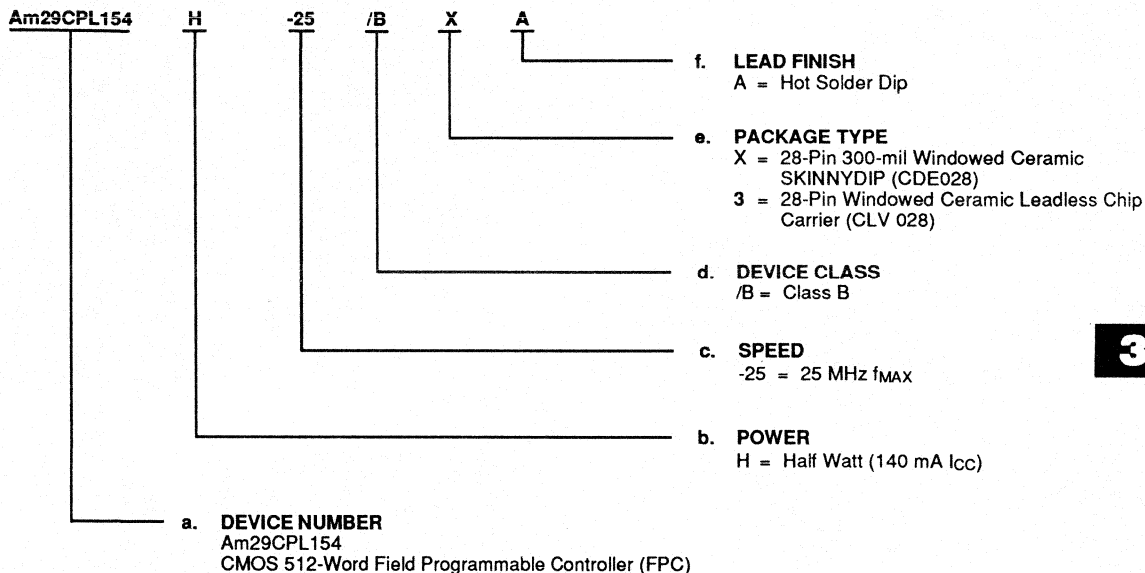 Am29CPL154 H -25 /B X A
f. LEAD FINISH
A = Hot Solder Dip
e. PACKAGE TYPE
X = 28-Pin 300-mil Windowed Ceramic
SKINNYDIP (CDE028)
3 = 28-Pin Windowed Ceramic Leadless Chip
Carrier (CLV 028)
d. DEVICE CLASS
/B = Class B
c. SPEED
-25 = 25 MHz fMAX
3
b. POWER
H = Half Watt (140 mA ICC)
a. DEVICE NUMBER
Am29CPL154
CMOS 512-Word Field Programmable Controller (FPC)